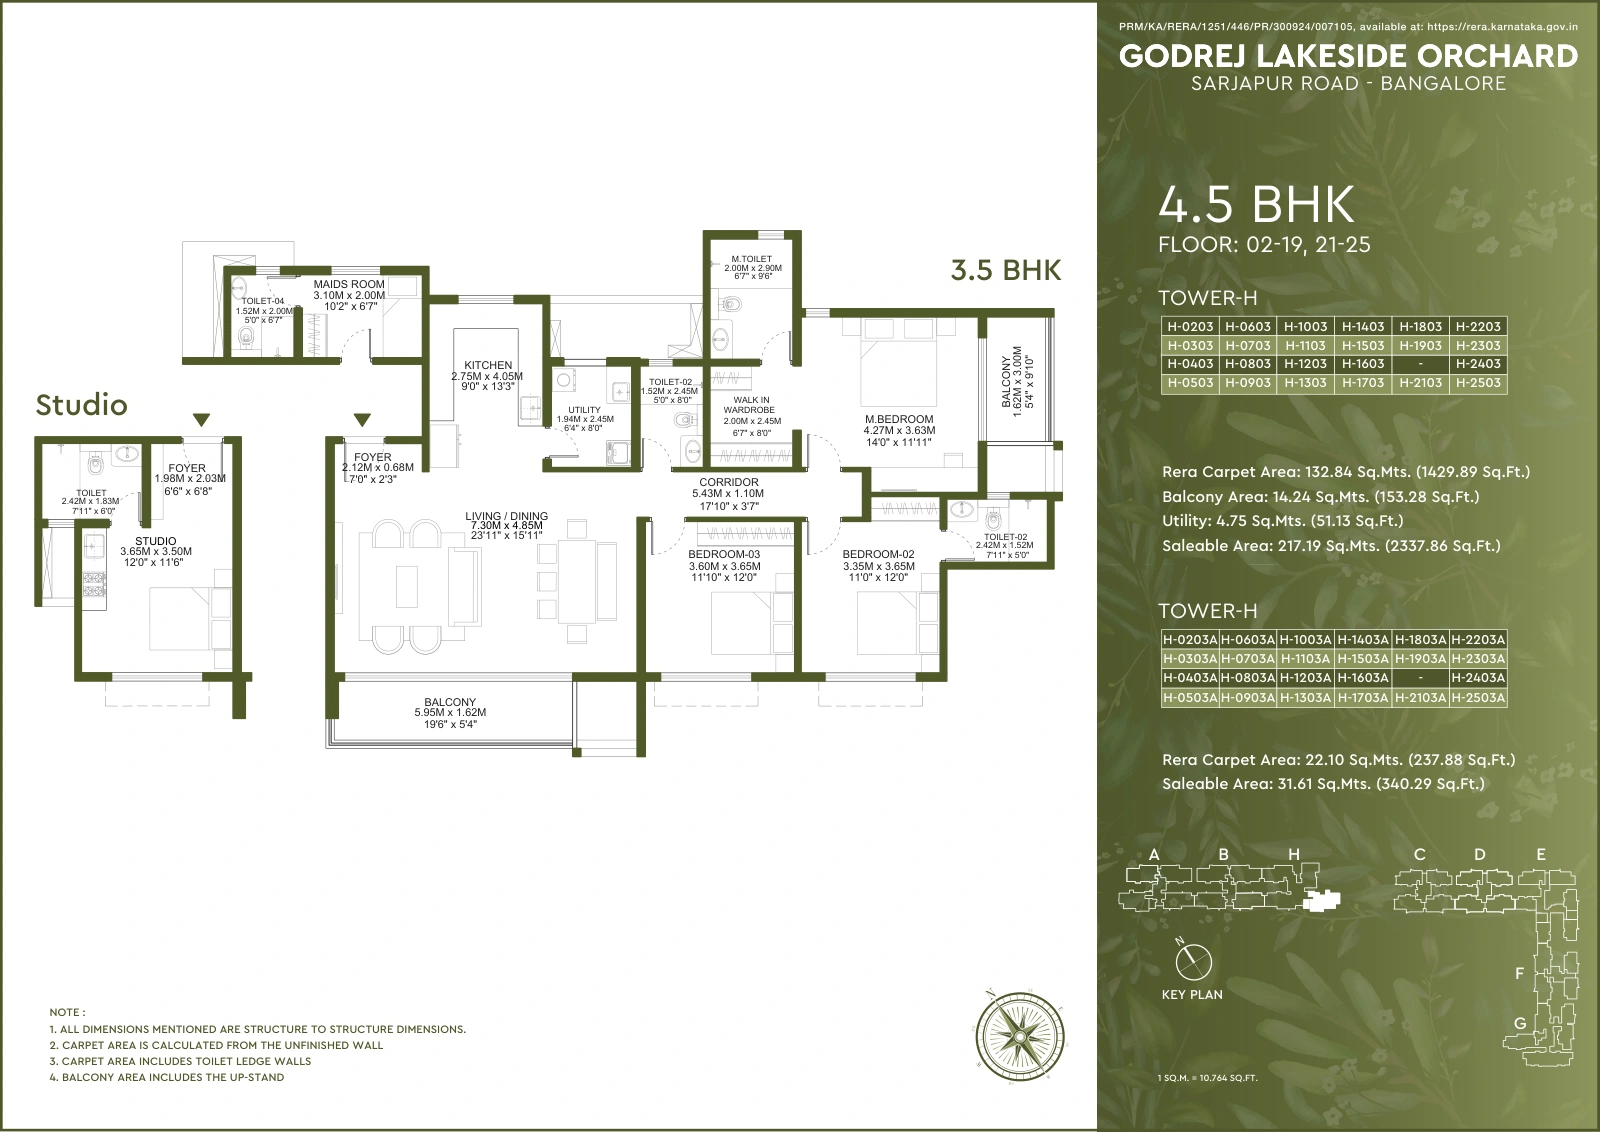 PRM/KA/RERA/1251/446/PR/300924/007105, available at: https://rera.karnataka.gov.in
GODREJ LAKESIDE ORCHARD
SARJAPUR ROAD - BANGALORE
4.5 BHK
FLOOR: 02-19, 21-25
TOWER-H
H-0203 H-0603 H-1003 H-1403 H-1803 H-2203
H-0303 H-0703 H-1103 H-1503 H-1903 H-2303
H-0403 H-0803 H-1203 H-1603 - H-2403
H-0503 H-0903 H-1303 H-1703 H-2103 H-2503
Rera Carpet Area: 132.84 Sq.Mts. (1429.89 Sq.Ft.)
Balcony Area: 14.24 Sq.Mts. (153.28 Sq.Ft.)
Utility: 4.75 Sq.Mts. (51.13 Sq.Ft.)
Saleable Area: 217.19 Sq.Mts. (2337.86 Sq.Ft.)
TOWER-H
H-0203A H-0603A H-1003A H-1403A H-1803A H-2203A
H-0303A H-0703A H-1103A H-1503A H-1903A H-2303A
H-0403A H-0803A H-1203A H-1603A - H-2403A
H-0503A H-0903A H-1303A H-1703A H-2103A H-2503A
Rera Carpet Area: 22.10 Sq.Mts. (237.88 Sq.Ft.)
Saleable Area: 31.61 Sq.Mts. (340.29 Sq.Ft.)
A B H C D E
F
G
N
KEY PLAN
1 SQ.M. = 10.764 SQ.FT.
3.5 BHK
Studio
TOILET
2.42M x 1.83M
7'11" x 6'0"
FOYER
1.98M x 2.03M
6'6" x 6'8"
STUDIO
3.65M x 3.50M
12'0" x 11'6"
TOILET-04
1.52M x 2.00M
5'0" x 6'7"
MAIDS ROOM
3.10M x 2.00M
10'2" x 6'7"
FOYER
2.12M x 0.68M
7'0" x 2'3"
KITCHEN
2.75M x 4.05M
9'0" x 13'3"
UTILITY
1.94M x 2.45M
6'4" x 8'0"
TOILET-02
1.52M x 2.45M
5'0" x 8'0"
M.TOILET
2.00M x 2.90M
6'7" x 9'6"
WALK IN
WARDROBE
2.00M x 2.45M
6'7" x 8'0"
M.BEDROOM
4.27M x 3.63M
14'0" x 11'11"
BALCONY
1.62M x 3.00M
5'4" x 9'10"
CORRIDOR
5.43M x 1.10M
17'10" x 3'7"
LIVING / DINING
7.30M x 4.85M
23'11" x 15'11"
BEDROOM-03
3.60M x 3.65M
11'10" x 12'0"
BEDROOM-02
3.35M x 3.65M
11'0" x 12'0"
TOILET-02
2.42M x 1.52M
7'11" x 5'0"
BALCONY
5.95M x 1.62M
19'6" x 5'4"
NOTE :
1. ALL DIMENSIONS MENTIONED ARE STRUCTURE TO STRUCTURE DIMENSIONS.
2. CARPET AREA IS CALCULATED FROM THE UNFINISHED WALL
3. CARPET AREA INCLUDES TOILET LEDGE WALLS
4. BALCONY AREA INCLUDES THE UP-STAND
N